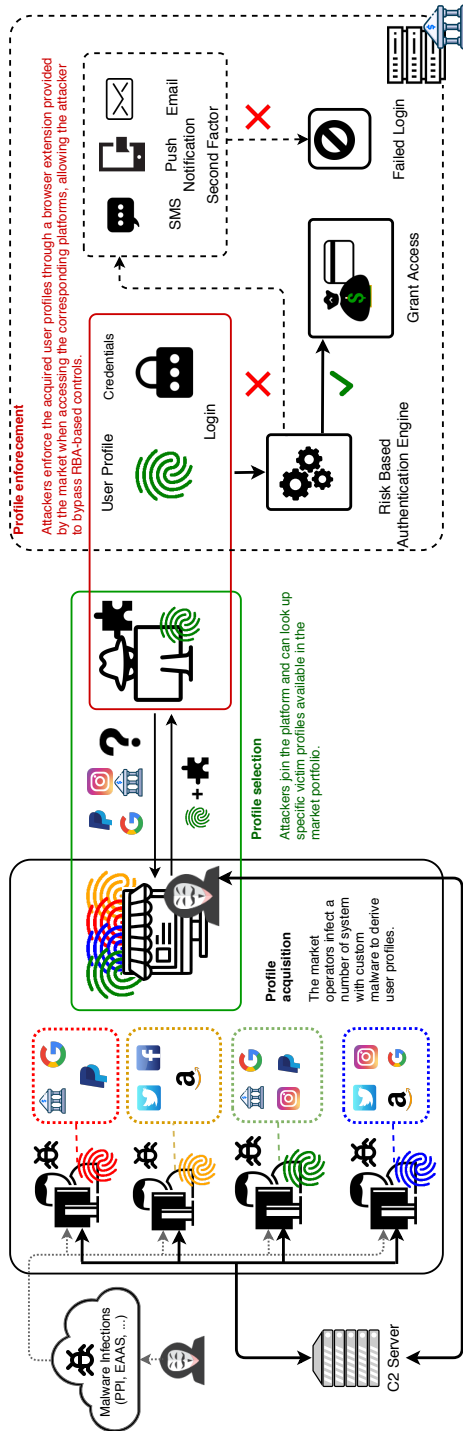 Malware Infections
(PPI, EAAS, ...)
C2 Server
Profile
acquisition
The market
operators infect a
number of system
with custom
malware to derive
user profiles.
Profile selection
Attackers join the platform and can look up
specific victim profiles available in the
market portfolio.
Profile enforecement
Attackers enforce the acquired user profiles through a browser extension provided
by the market when accessing the corresponding platforms, allowing the attacker
to bypass RBA-based controls.
User Profile
Credentials
Login
Risk Based
Authentication Engine
SMS
Push
Notification
Email
Second Factor
Grant Access
Failed Login